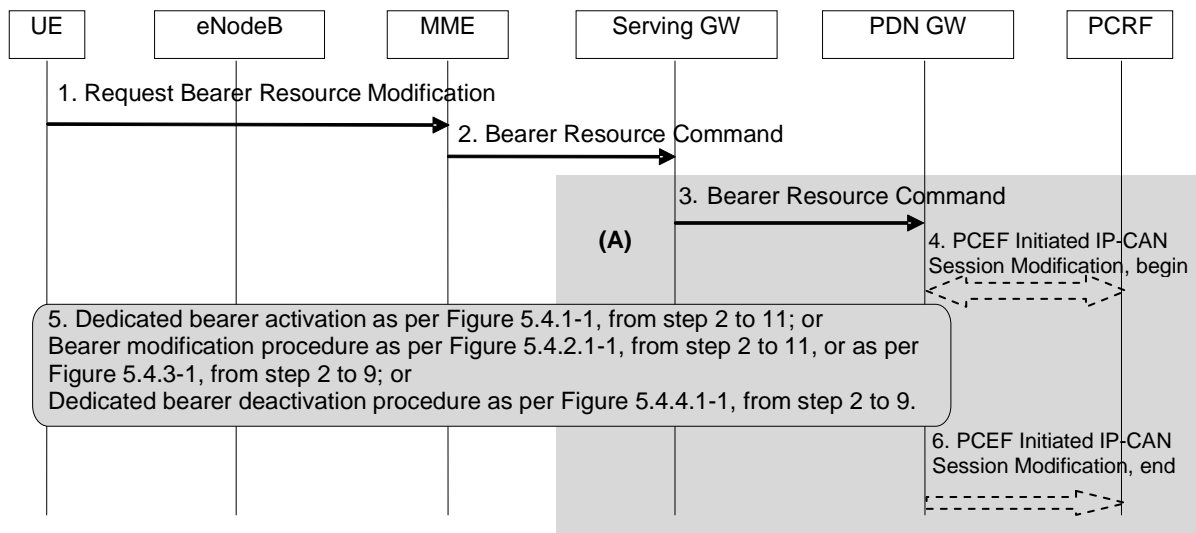 UE
eNodeB
MME
Serving GW
PDN GW
PCRF
1. Request Bearer Resource Modification
2. Bearer Resource Command
3. Bearer Resource Command
(A)
4. PCEF Initiated IP-CAN
Session Modification, begin
5. Dedicated bearer activation as per Figure 5.4.1-1, from step 2 to 11; or
Bearer modification procedure as per Figure 5.4.2.1-1, from step 2 to 11, or as per
Figure 5.4.3-1, from step 2 to 9; or
Dedicated bearer deactivation procedure as per Figure 5.4.4.1-1, from step 2 to 9.
6. PCEF Initiated IP-CAN
Session Modification, end